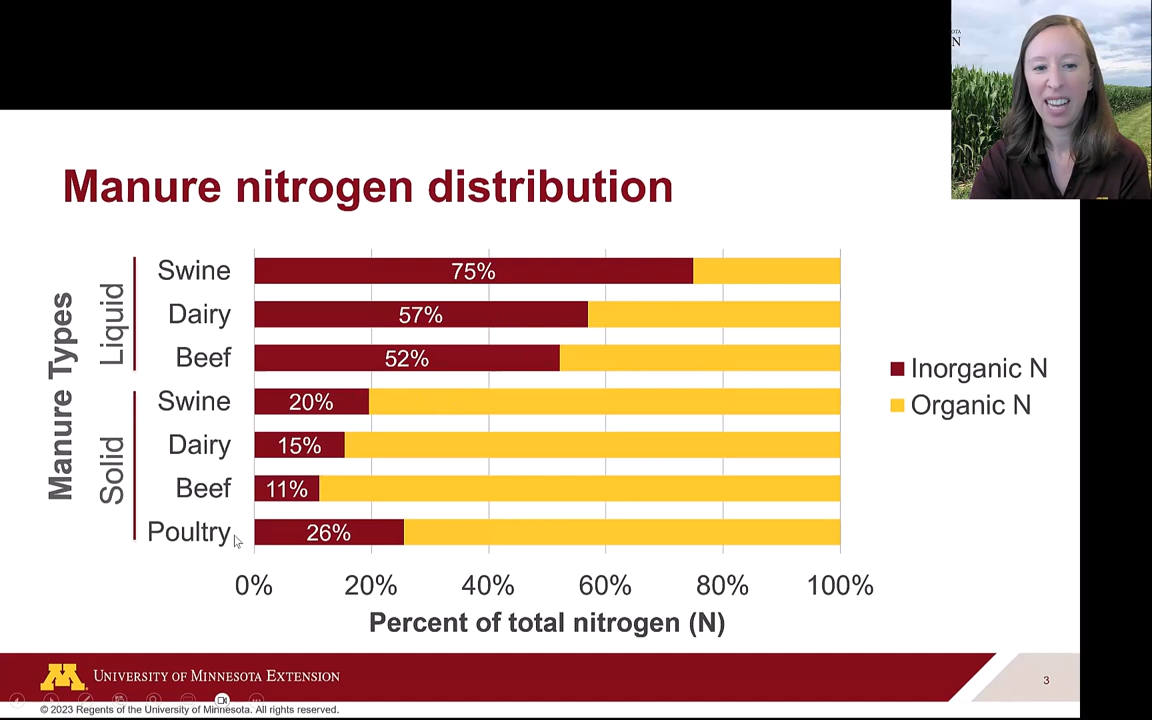 OTA
N
Manure nitrogen distribution
Manure Types
Liquid
Swine 75%
Dairy 57%
Beef 52%
Solid
Swine 20%
Dairy 15%
Beef 11%
Poultry 26%
0% 20% 40% 60% 80% 100%
Percent of total nitrogen (N)
Inorganic N
Organic N
M
UNIVERSITY OF MINNESOTA EXTENSION
3
© 2023 Regents of the University of Minnesota. All rights reserved.